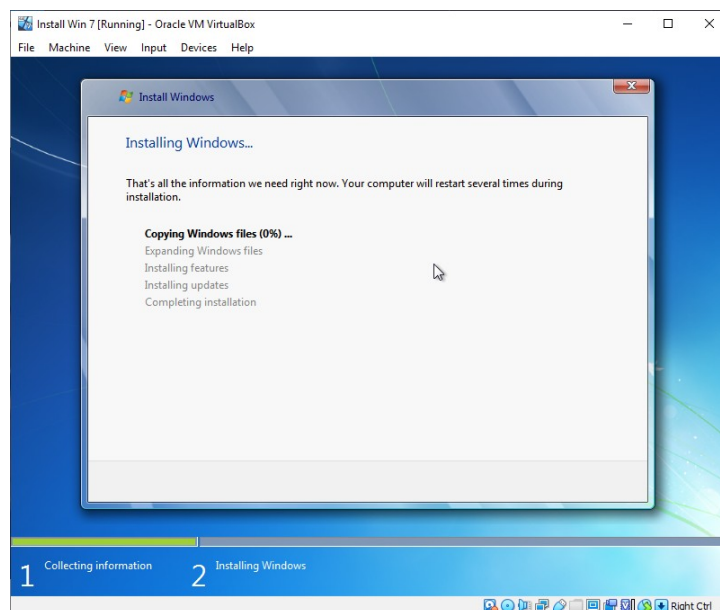 Install Win 7 [Running] - Oracle VM VirtualBox
File Machine View Input Devices Help
Install Windows
Installing Windows...
That's all the information we need right now. Your computer will restart several times during
installation.
Copying Windows files (0%) ...
Expanding Windows files
Installing features
Installing updates
Completing installation
1 Collecting information 2 Installing Windows
Right Ctrl